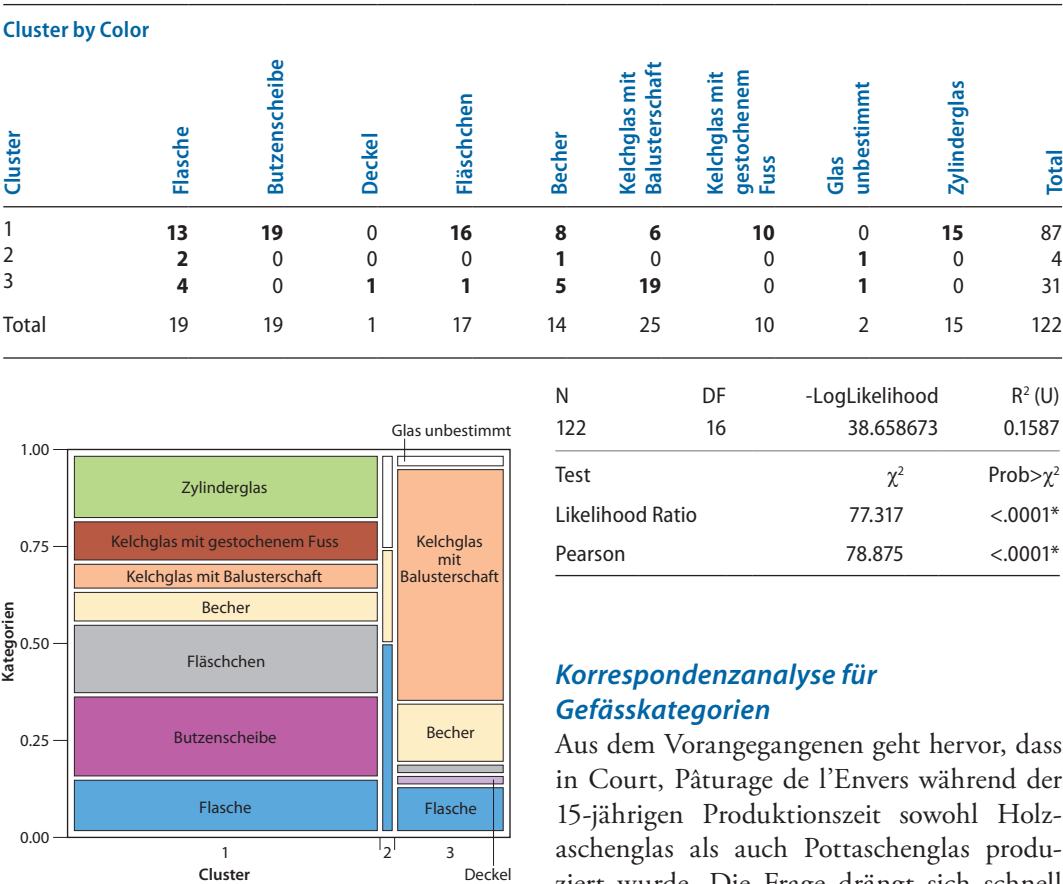 Cluster by Color
Cluster Flasche Butzenscheibe Deckel Fläschchen Becher Kelchglas mit Balusterschaft Kelchglas mit gestochenem Fuss Glas unbestimmt Zylinderglas Total
1 13 19 0 16 8 6 10 0 15 87
2 2 0 0 0 1 0 0 1 0 4
3 4 0 1 1 5 19 0 1 0 31
Total 19 19 1 17 14 25 10 2 15 122
Glas unbestimmt
1.00
0.75
0.50
0.25
0.00
Kategorien
Zylinderglas
Kelchglas mit gestochenem Fuss
Kelchglas mit Balusterschaft
Becher
Fläschchen
Butzenscheibe
Flasche
Kelchglas
mit
Balusterschaft
Becher
Flasche
1 2 3
Cluster
Deckel
N DF -LogLikelihood R² (U)
122 16 38.658673 0.1587
Test χ² Prob>χ²
Likelihood Ratio 77.317 <.0001*
Pearson 78.875 <.0001*
Korrespondenzanalyse für
Gefässkategorien
Aus dem Vorangegangenen geht hervor, dass
in Court, Pâturage de l'Envers während der
15-jährigen Produktionszeit sowohl Holz-
aschenglas als auch Pottaschenglas produ-
ziert wurde. Die Frage drängt sich schnell